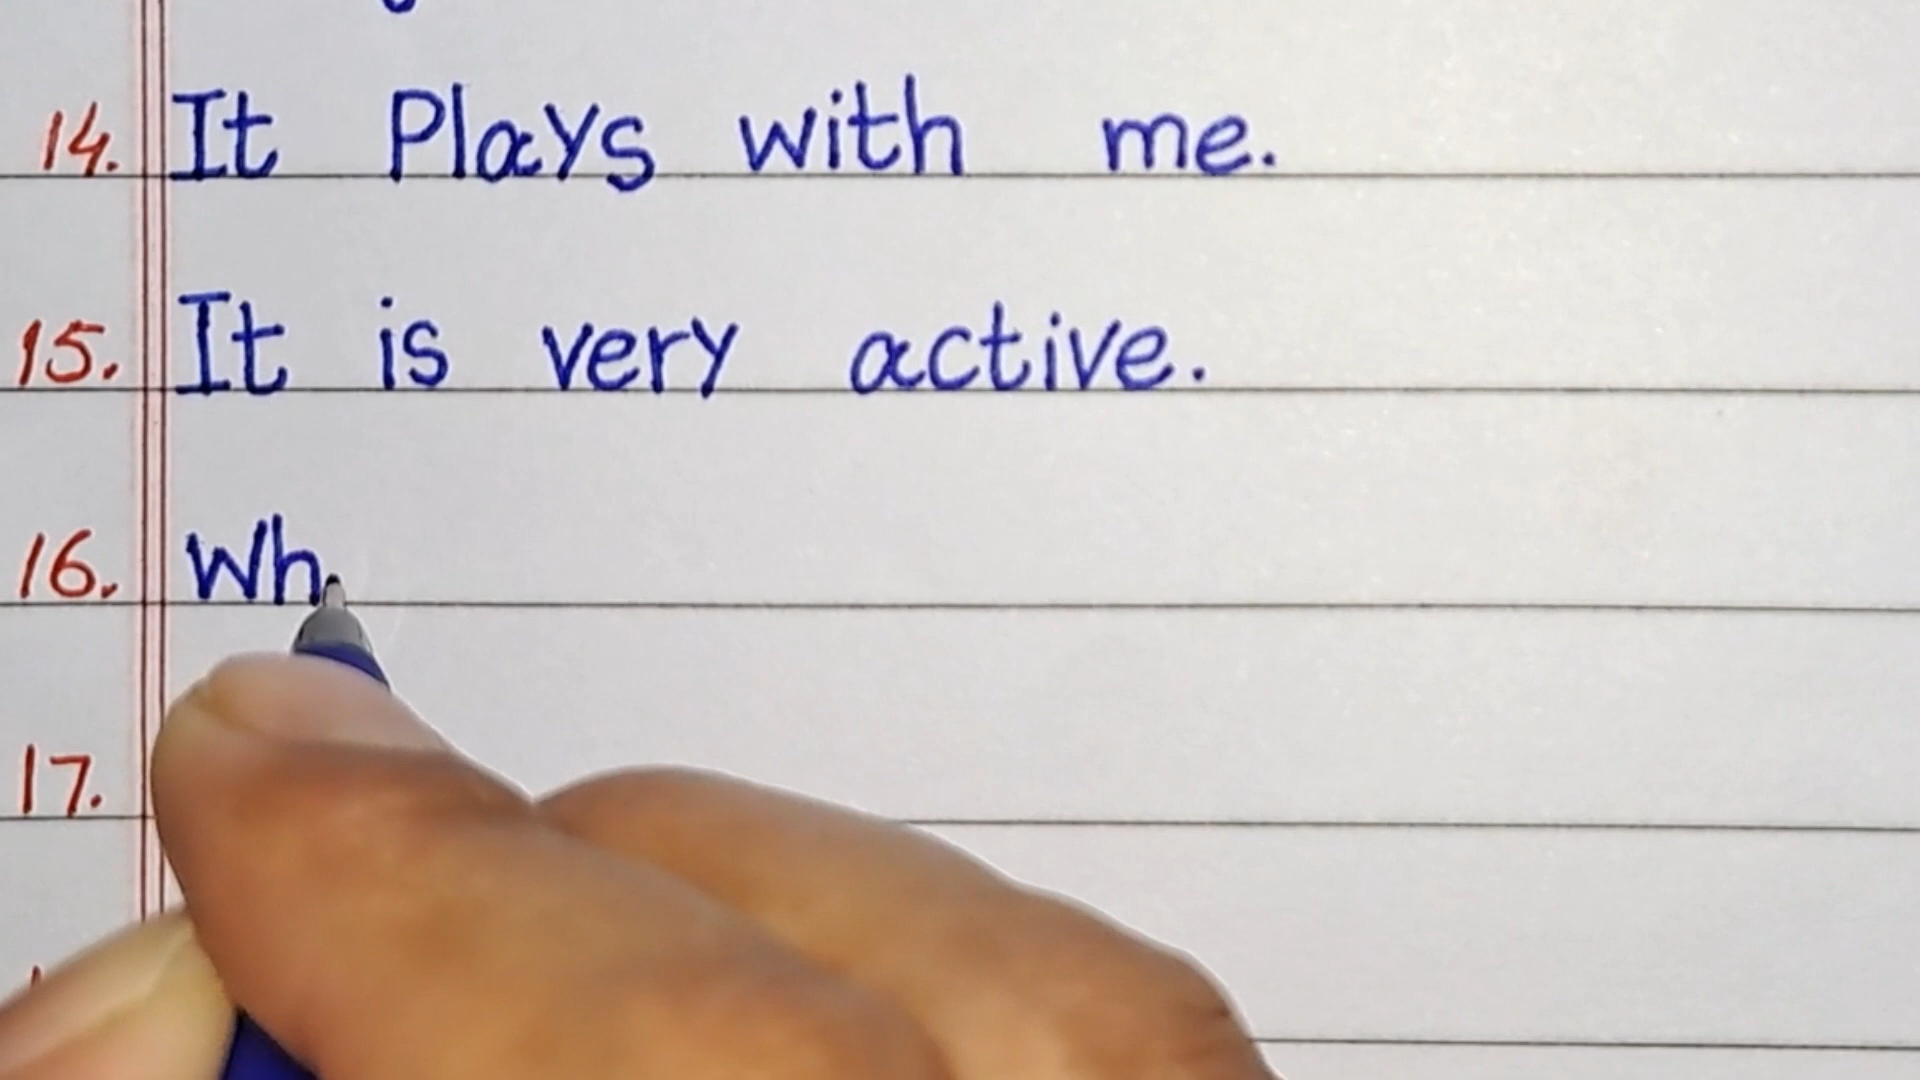 14. It Plays with me.
15. It is very active.
16. Wh
17.